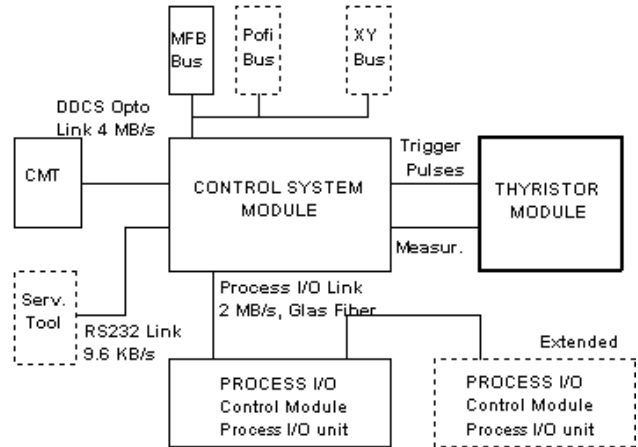 MFB
Bus
Pofi
Bus
XY
Bus
DDCS Opto
Link 4 MB/s
CMT
CONTROL SYSTEM
MODULE
Trigger
Pulses
THYRISTOR
MODULE
Measur.
Serv.
Tool
RS232 Link
9.6 KB/s
Process I/O Link
2 MB/s, Glas Fiber
Extended
PROCESS I/O
Control Module
Process I/O unit
PROCESS I/O
Control Module
Process I/O unit